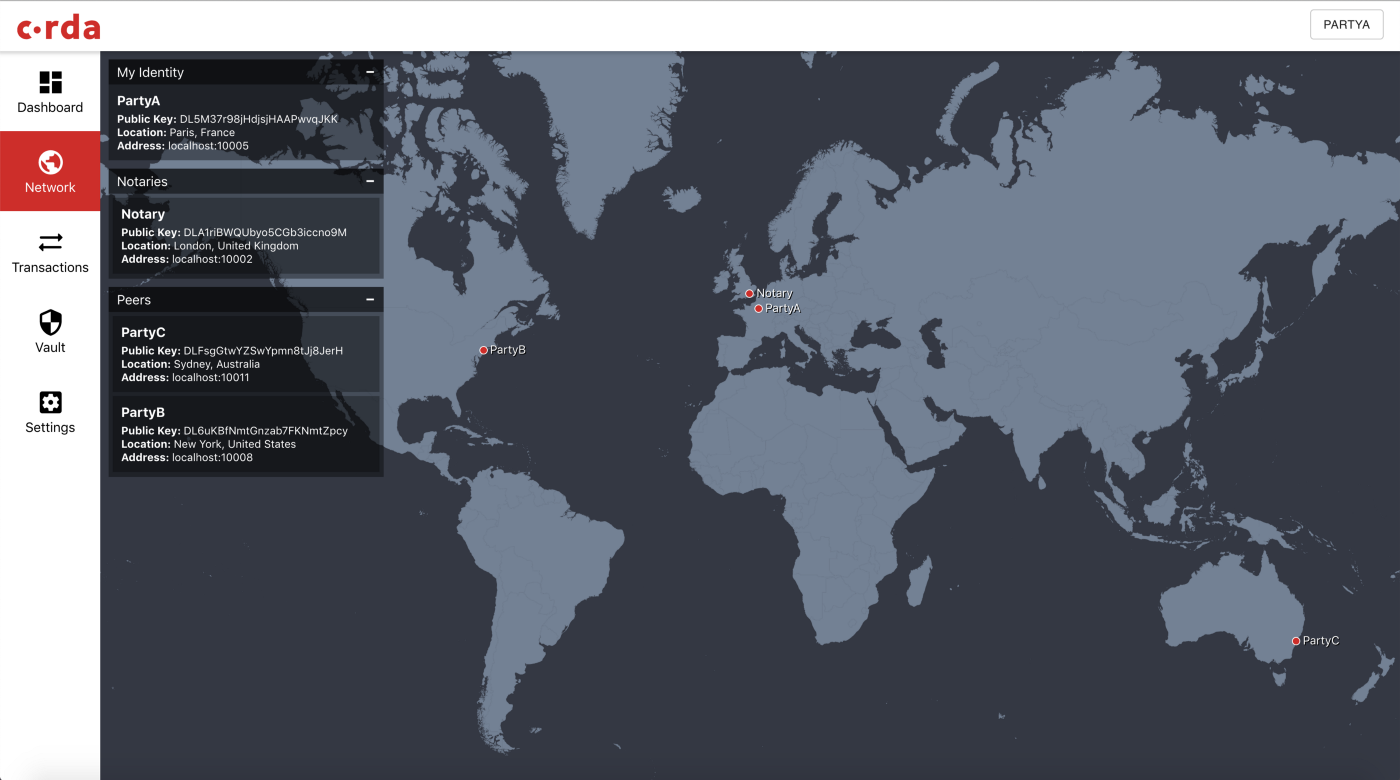 corda
PARTYA
Dashboard
Network
Transactions
Vault
Settings
My Identity
PartyA
Public Key: DL5M37r98jHdjsjHAAPwvqJKK
Location: Paris, France
Address: localhost:10005
Notaries
Notary
Public Key: DLA1riBWQUbyo5CGb3iccno9M
Location: London, United Kingdom
Address: localhost:10002
Peers
PartyC
Public Key: DLFsgGtwYZSwYpmn8tJj8JerH
Location: Sydney, Australia
Address: localhost:10011
PartyB
Public Key: DL6uKBfNmtGnzab7FKNmtZpcy
Location: New York, United States
Address: localhost:10008
Notary
PartyA
PartyB
PartyC